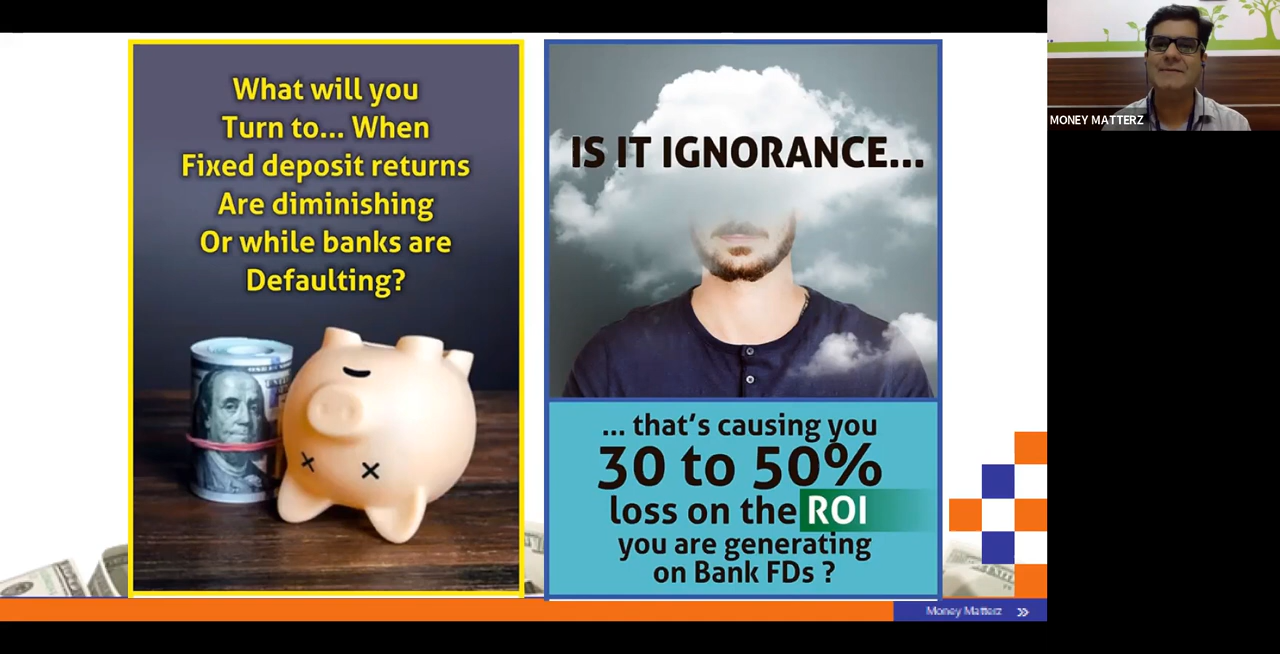 What will you
Turn to... When
Fixed deposit returns
Are diminishing
Or while banks are
Defaulting?
IS IT IGNORANCE...
... that's causing you
30 to 50%
loss on the ROI
you are generating
on Bank FDs ?
MONEY MATTERZ
Money Matterz